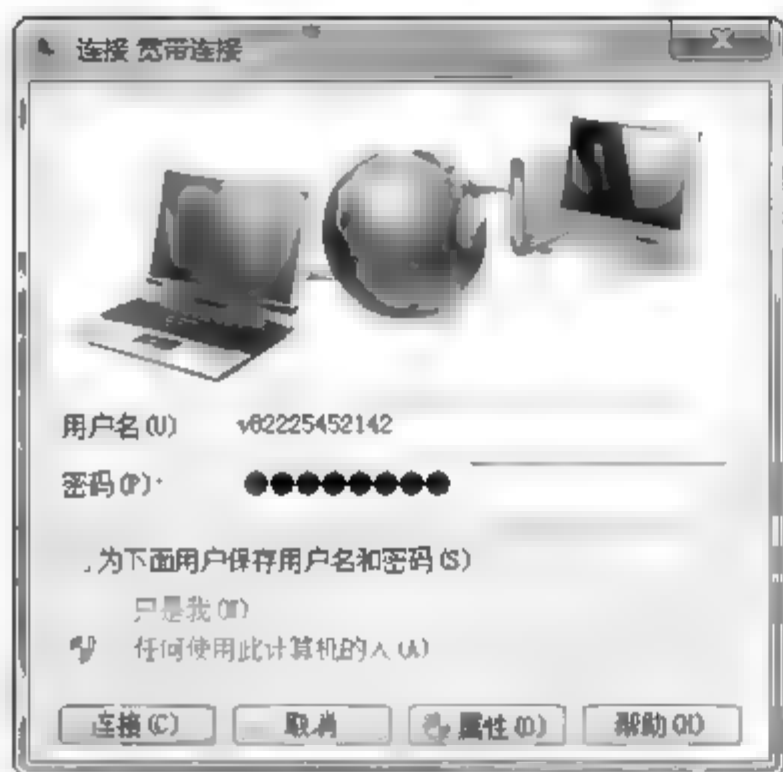 连接 宽带连接
用户名(U) v02225452142
密码(P):
为下面用户保存用户名和密码(S)
只是我(N)
任何使用此计算机的人(A)
连接(C) 取消 属性(O) 帮助(H)